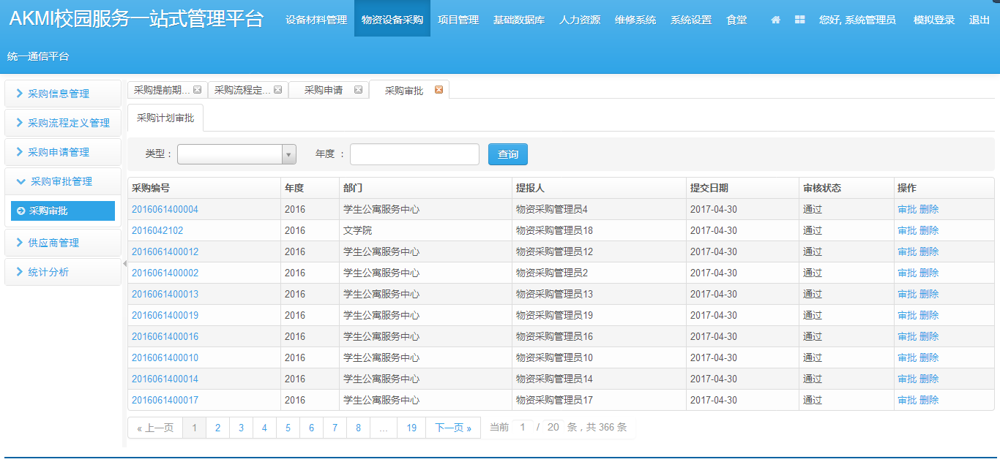 AKMI校园服务一站式管理平台 设备材料管理 物资设备采购 项目管理 基础数据库 人力资源 维修系统 系统设置 食堂 您好, 系统管理员 模拟登录 退出
统一通信平台
采购信息管理
采购流程定义管理
采购申请管理
采购审批管理
采购审批
供应商管理
统计分析
采购提前期... 采购流程定... 采购申请 采购审批
采购计划审批
类型： 年度 ： 查询
采购编号 年度 部门 提报人 提交日期 审核状态 操作
2016061400004 2016 学生公寓服务中心 物资采购管理员4 2017-04-30 通过 审批 删除
2016042102 2016 文学院 物资采购管理员18 2017-04-30 通过 审批 删除
2016061400012 2016 学生公寓服务中心 物资采购管理员12 2017-04-30 通过 审批 删除
2016061400002 2016 学生公寓服务中心 物资采购管理员2 2017-04-30 通过 审批 删除
2016061400013 2016 学生公寓服务中心 物资采购管理员13 2017-04-30 通过 审批 删除
2016061400019 2016 学生公寓服务中心 物资采购管理员19 2017-04-30 通过 审批 删除
2016061400016 2016 学生公寓服务中心 物资采购管理员16 2017-04-30 通过 审批 删除
2016061400010 2016 学生公寓服务中心 物资采购管理员10 2017-04-30 通过 审批 删除
2016061400014 2016 学生公寓服务中心 物资采购管理员14 2017-04-30 通过 审批 删除
2016061400017 2016 学生公寓服务中心 物资采购管理员17 2017-04-30 通过 审批 删除
« 上一页 1 2 3 4 5 6 7 8 ... 19 下一页 » 当前 1 / 20 条，共 366 条